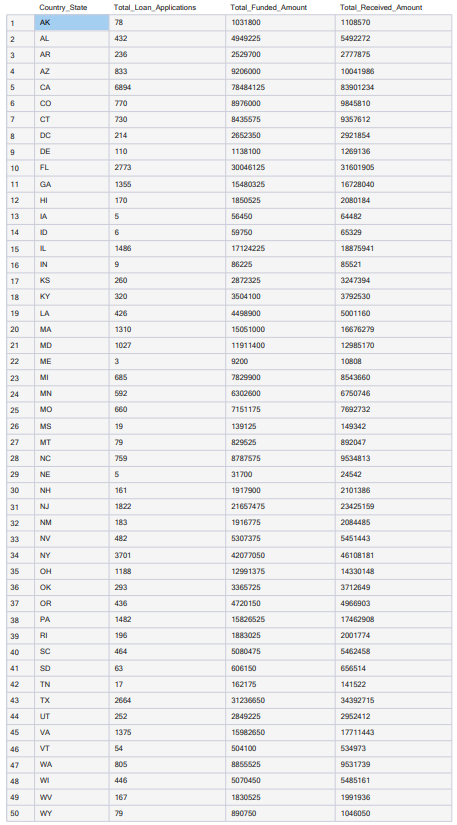 Country_State Total_Loan_Applications Total_Funded_Amount Total_Received_Amount
1 AK 78 1031800 1108570
2 AL 432 4949225 5492272
3 AR 236 2529700 2777875
4 AZ 833 9206000 10041986
5 CA 6894 78484125 83901234
6 CO 770 8976000 9845810
7 CT 730 8435575 9357612
8 DC 214 2652350 2921854
9 DE 110 1138100 1269136
10 FL 2773 30046125 31601905
11 GA 1355 15480325 16728040
12 HI 170 1850525 2080184
13 IA 5 56450 64482
14 ID 6 59750 65329
15 IL 1486 17124225 18875941
16 IN 9 86225 85521
17 KS 260 2872325 3247394
18 KY 320 3504100 3792530
19 LA 426 4498900 5001160
20 MA 1310 15051000 16676279
21 MD 1027 11911400 12985170
22 ME 3 9200 10808
23 MI 685 7829900 8543660
24 MN 592 6302600 6750746
25 MO 660 7151175 7692732
26 MS 19 139125 149342
27 MT 79 829525 892047
28 NC 759 8787575 9534813
29 NE 5 31700 24542
30 NH 161 1917900 2101386
31 NJ 1822 21657475 23425159
32 NM 183 1916775 2084485
33 NV 482 5307375 5451443
34 NY 3701 42077050 46108181
35 OH 1188 12991375 14330148
36 OK 293 3365725 3712649
37 OR 436 4720150 4966903
38 PA 1482 15826525 17462908
39 RI 196 1883025 2001774
40 SC 464 5080475 5462458
41 SD 63 606150 656514
42 TN 17 162175 141522
43 TX 2664 31236650 34392715
44 UT 252 2849225 2952412
45 VA 1375 15982650 17711443
46 VT 54 504100 534973
47 WA 805 8855525 9531739
48 WI 446 5070450 5485161
49 WV 167 1830525 1991936
50 WY 79 890750 1046050